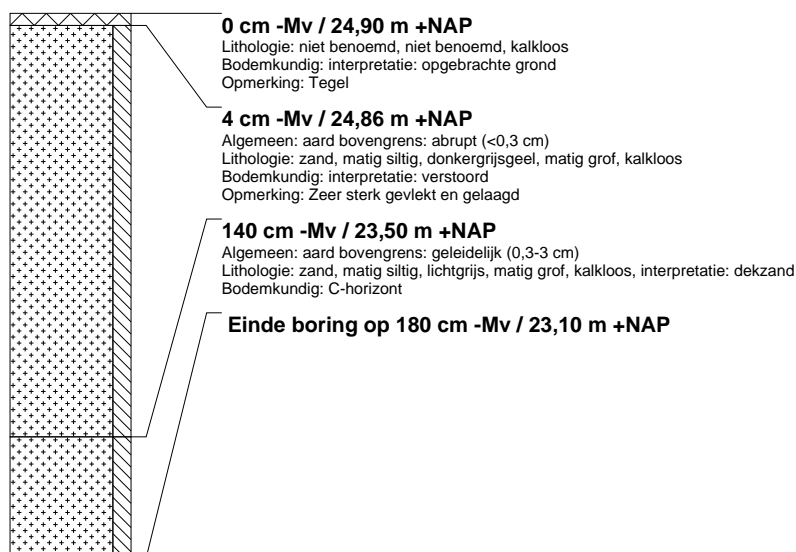 0 cm -Mv / 24,90 m +NAP
Lithologie: niet benoemd, niet benoemd, kalkloos
Bodemkundig: interpretatie: opgebrachte grond
Opmerking: Tegel
4 cm -Mv / 24,86 m +NAP
Algemeen: aard bovengrens: abrupt (<0,3 cm)
Lithologie: zand, matig siltig, donkergrijsgeel, matig grof, kalkloos
Bodemkundig: interpretatie: verstoord
Opmerking: Zeer sterk gevlekt en gelaagd
140 cm -Mv / 23,50 m +NAP
Algemeen: aard bovengrens: geleidelijk (0,3-3 cm)
Lithologie: zand, matig siltig, lichtgrijs, matig grof, kalkloos, interpretatie: dekzand
Bodemkundig: C-horizont
Einde boring op 180 cm -Mv / 23,10 m +NAP